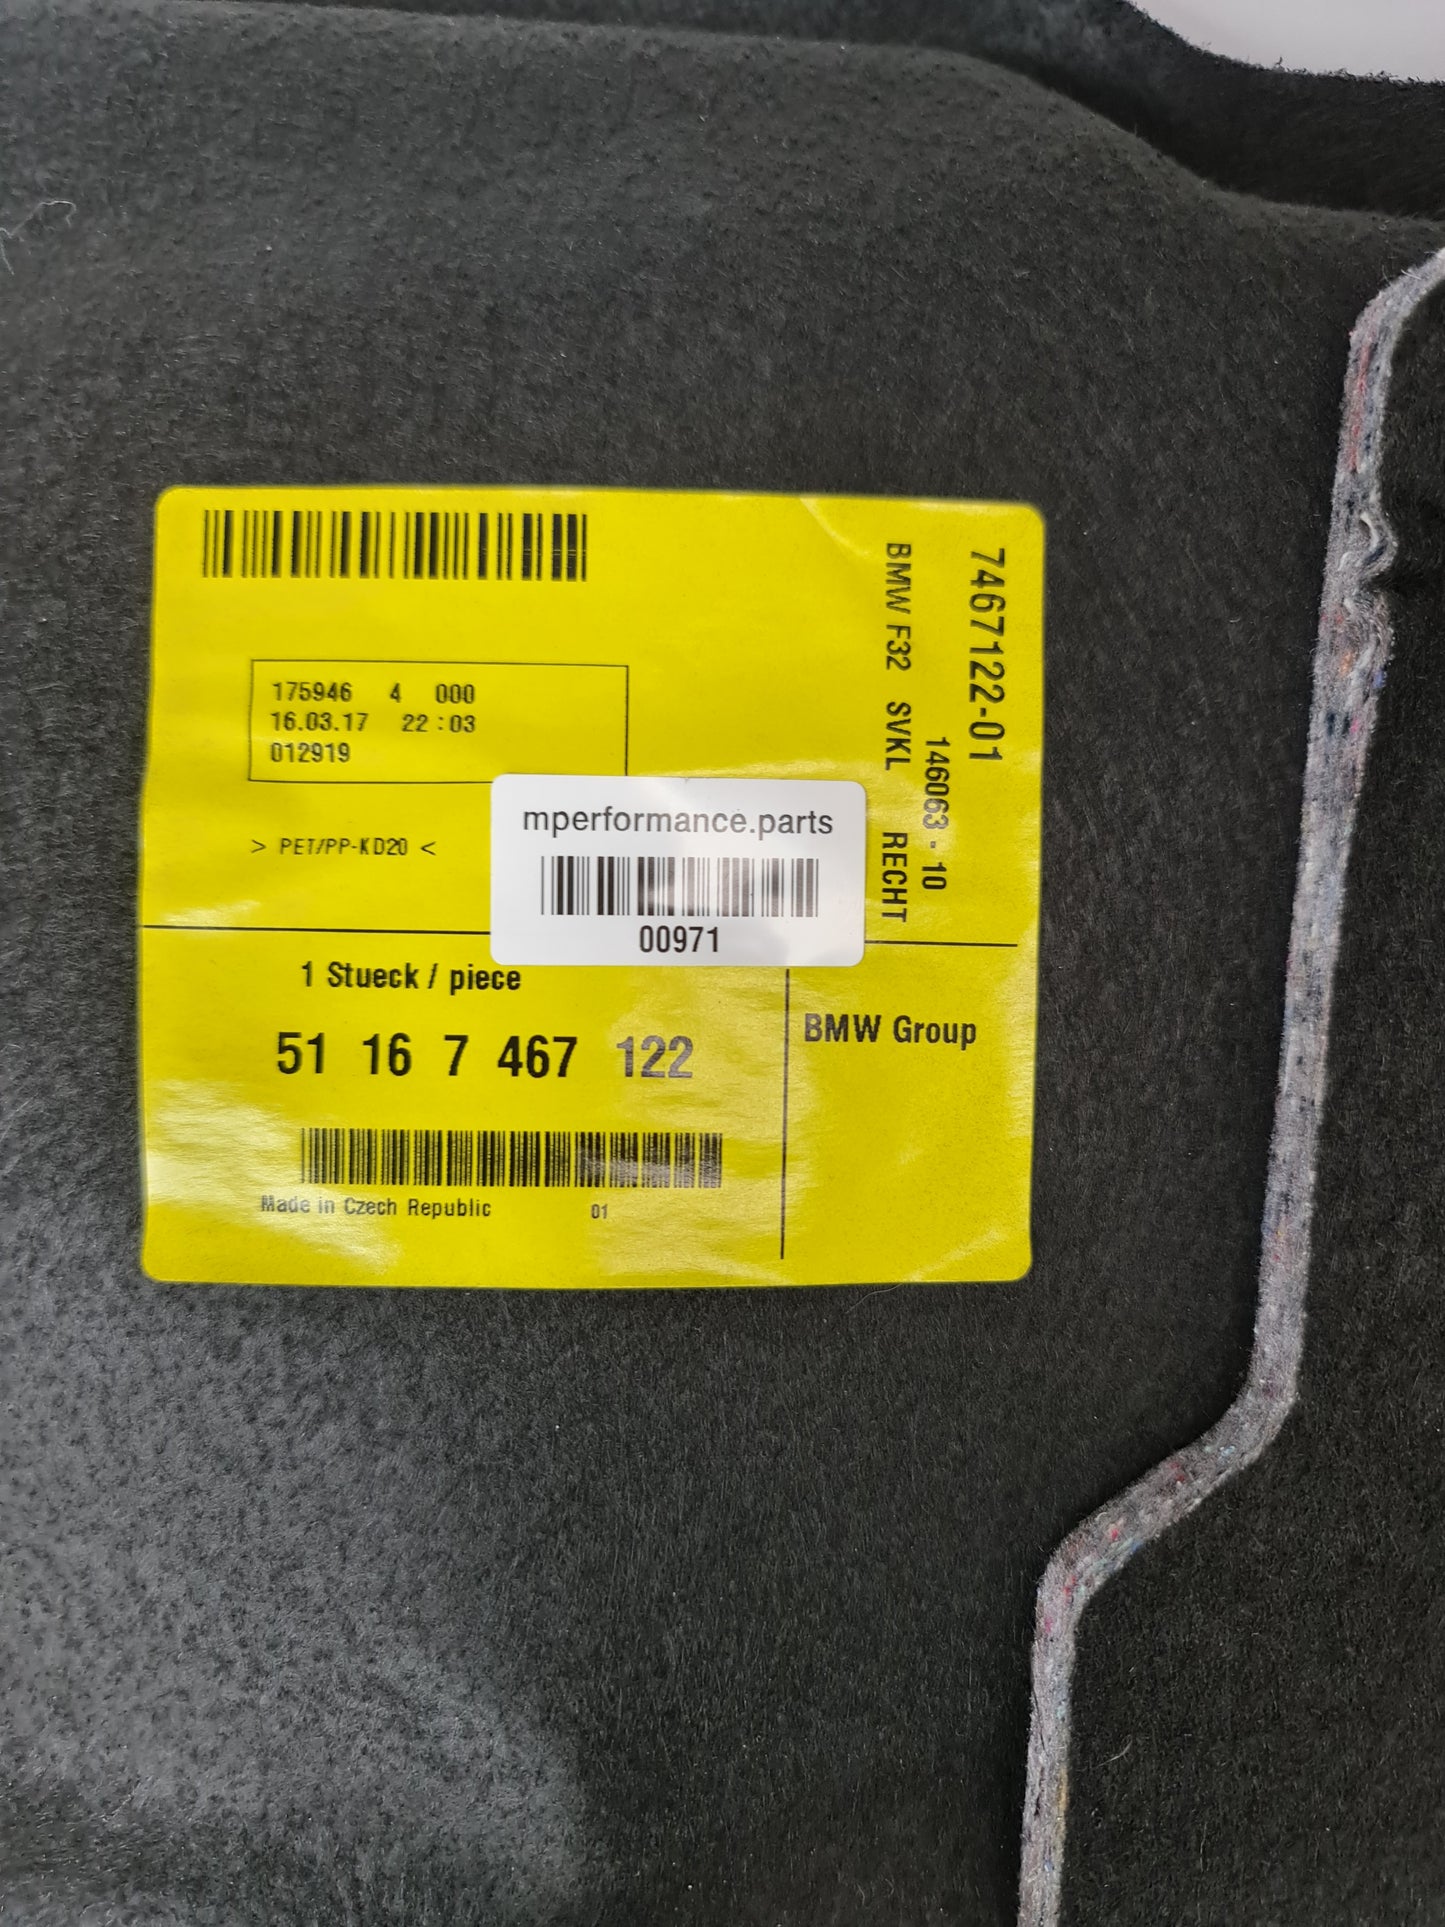 175946 4 000
16.03.17 22:03
012919
> PET/PP-KD20 <
7467122-01
146063 - 10
BMW F32 SVKL RECHT
mperformance.parts
00971
1 Stueck / piece
51 16 7 467 122
Made in Czech Republic 01
BMW Group